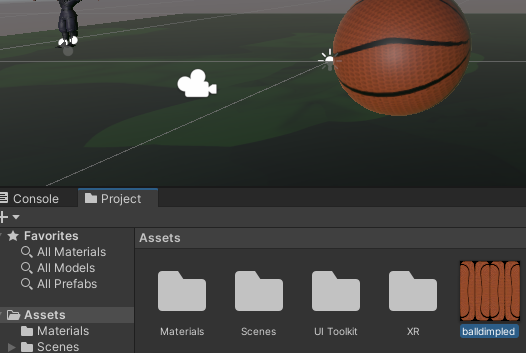 Console
Project
Favorites
All Materials
All Models
All Prefabs
Assets
Materials
Scenes
Assets
Materials
Scenes
UI Toolkit
XR
balldimpled